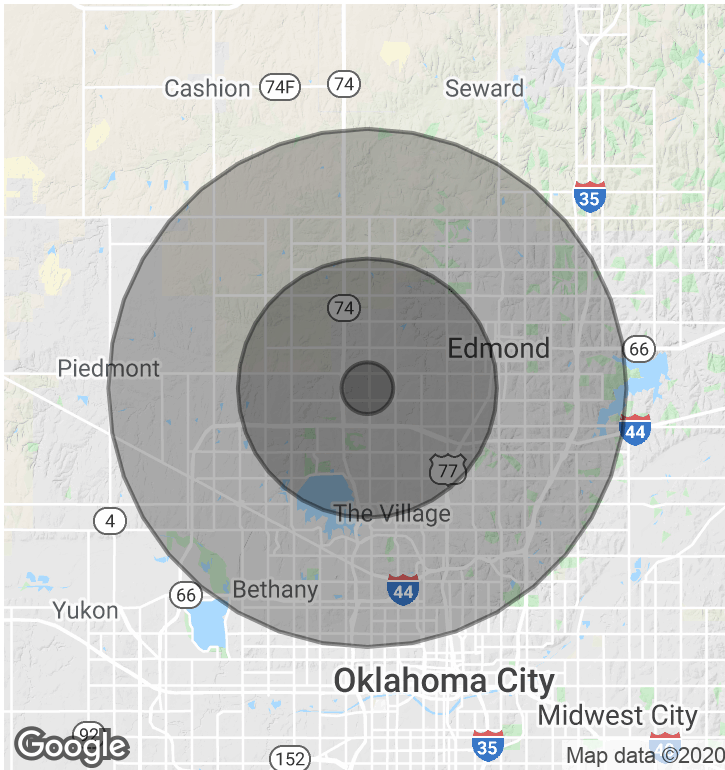 Cashion
74F
74
Seward
35
74
Edmond
66
Piedmont
44
77
4
The Village
Bethany
66
44
Yukon
Oklahoma City
Midwest City
92
Google
35
152
Map data ©2020